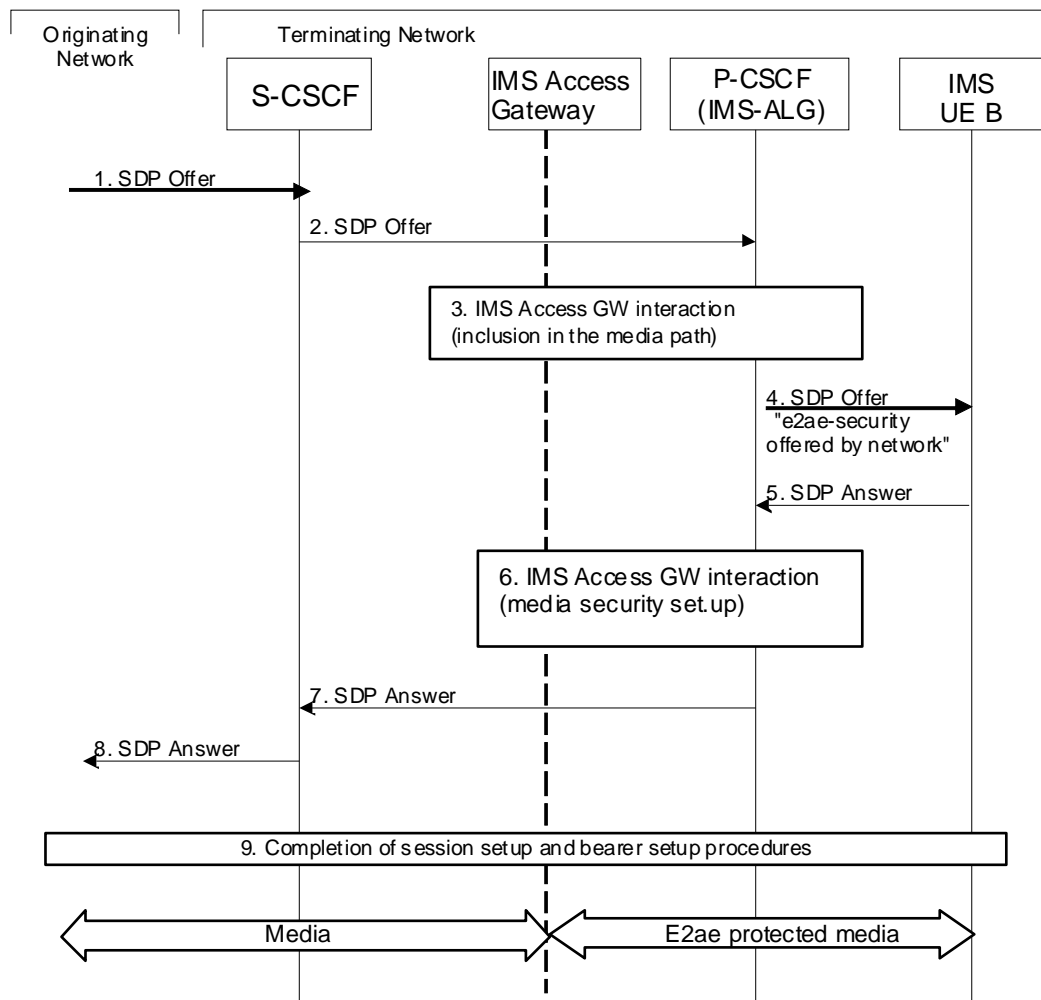 Originating
Network
Terminating Network
S-CSCF
IMS Access
Gateway
P-CSCF
(IMS-ALG)
IMS
UE B
1. SDP Offer
2. SDP Offer
3. IMS Access GW interaction
(inclusion in the media path)
4. SDP Offer
"e2ae-security
offered by network"
5. SDP Answer
6. IMS Access GW interaction
(media security set.up)
7. SDP Answer
8. SDP Answer
9. Completion of session setup and bearer setup procedures
Media
E2ae protected media